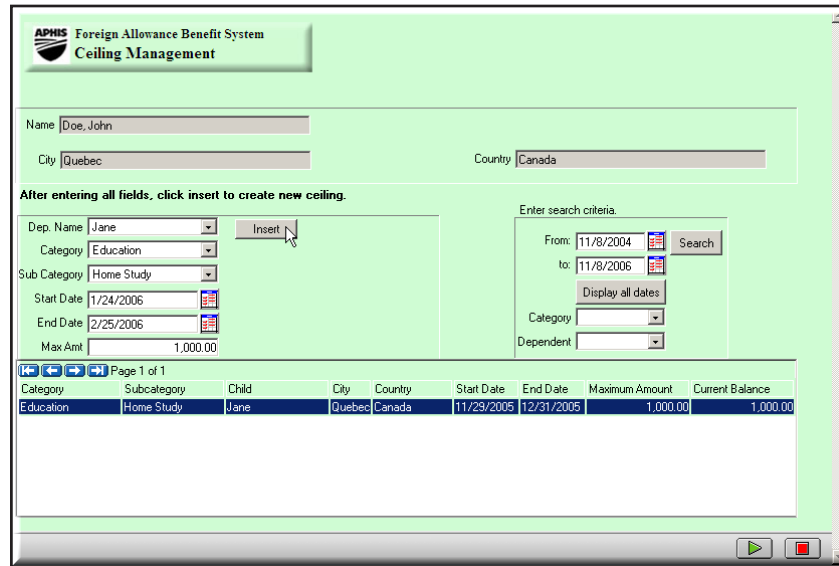 APHIS Foreign Allowance Benefit System
Ceiling Management
Name Doe, John
City Quebec Country Canada
After entering all fields, click insert to create new ceiling.
Enter search criteria.
Dep. Name Jane Insert
Category Education
Sub Category Home Study
Start Date 1/24/2006
End Date 2/25/2006
Max Amt 1,000.00
From: 11/8/2004 Search
to: 11/8/2006
Display all dates
Category
Dependent
Page 1 of 1
Category Subcategory Child City Country Start Date End Date Maximum Amount Current Balance
Education Home Study Jane Quebec Canada 11/29/2005 12/31/2005 1,000.00 1,000.00